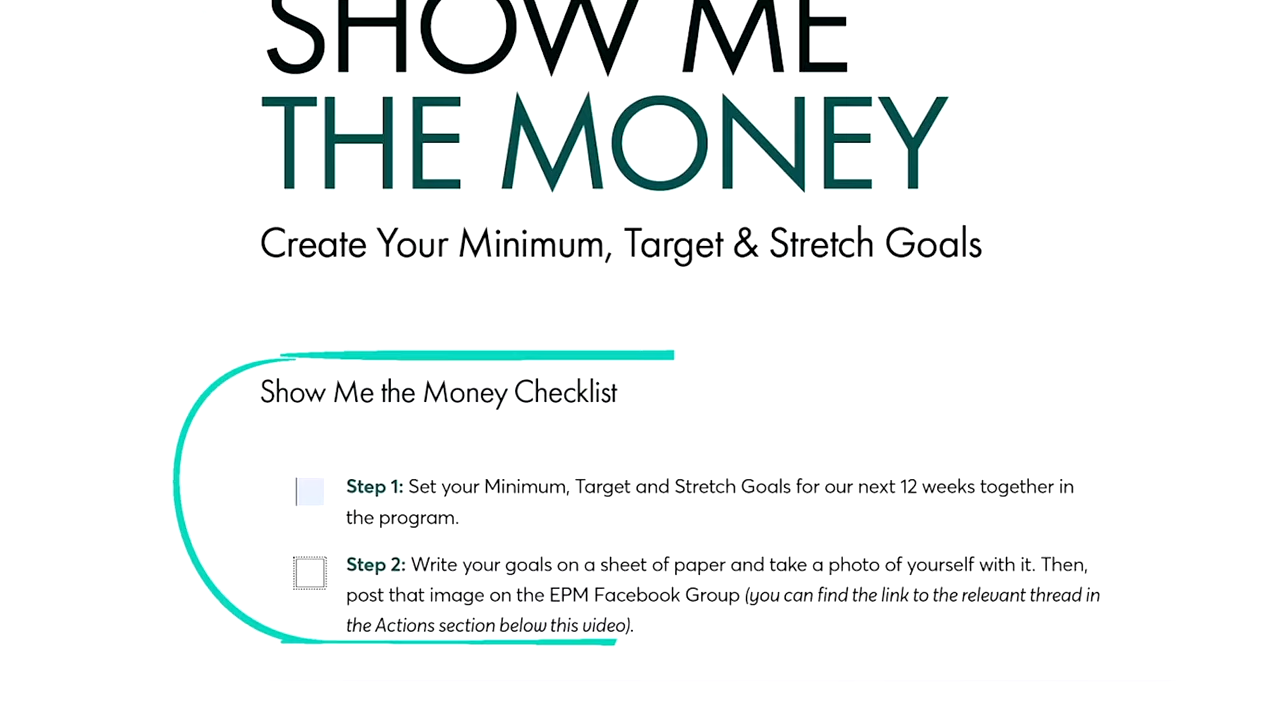 SHOW ME
THE MONEY
Create Your Minimum, Target & Stretch Goals
Show Me the Money Checklist
Step 1: Set your Minimum, Target and Stretch Goals for our next 12 weeks together in
the program.
Step 2: Write your goals on a sheet of paper and take a photo of yourself with it. Then,
post that image on the EPM Facebook Group (you can find the link to the relevant thread in
the Actions section below this video).